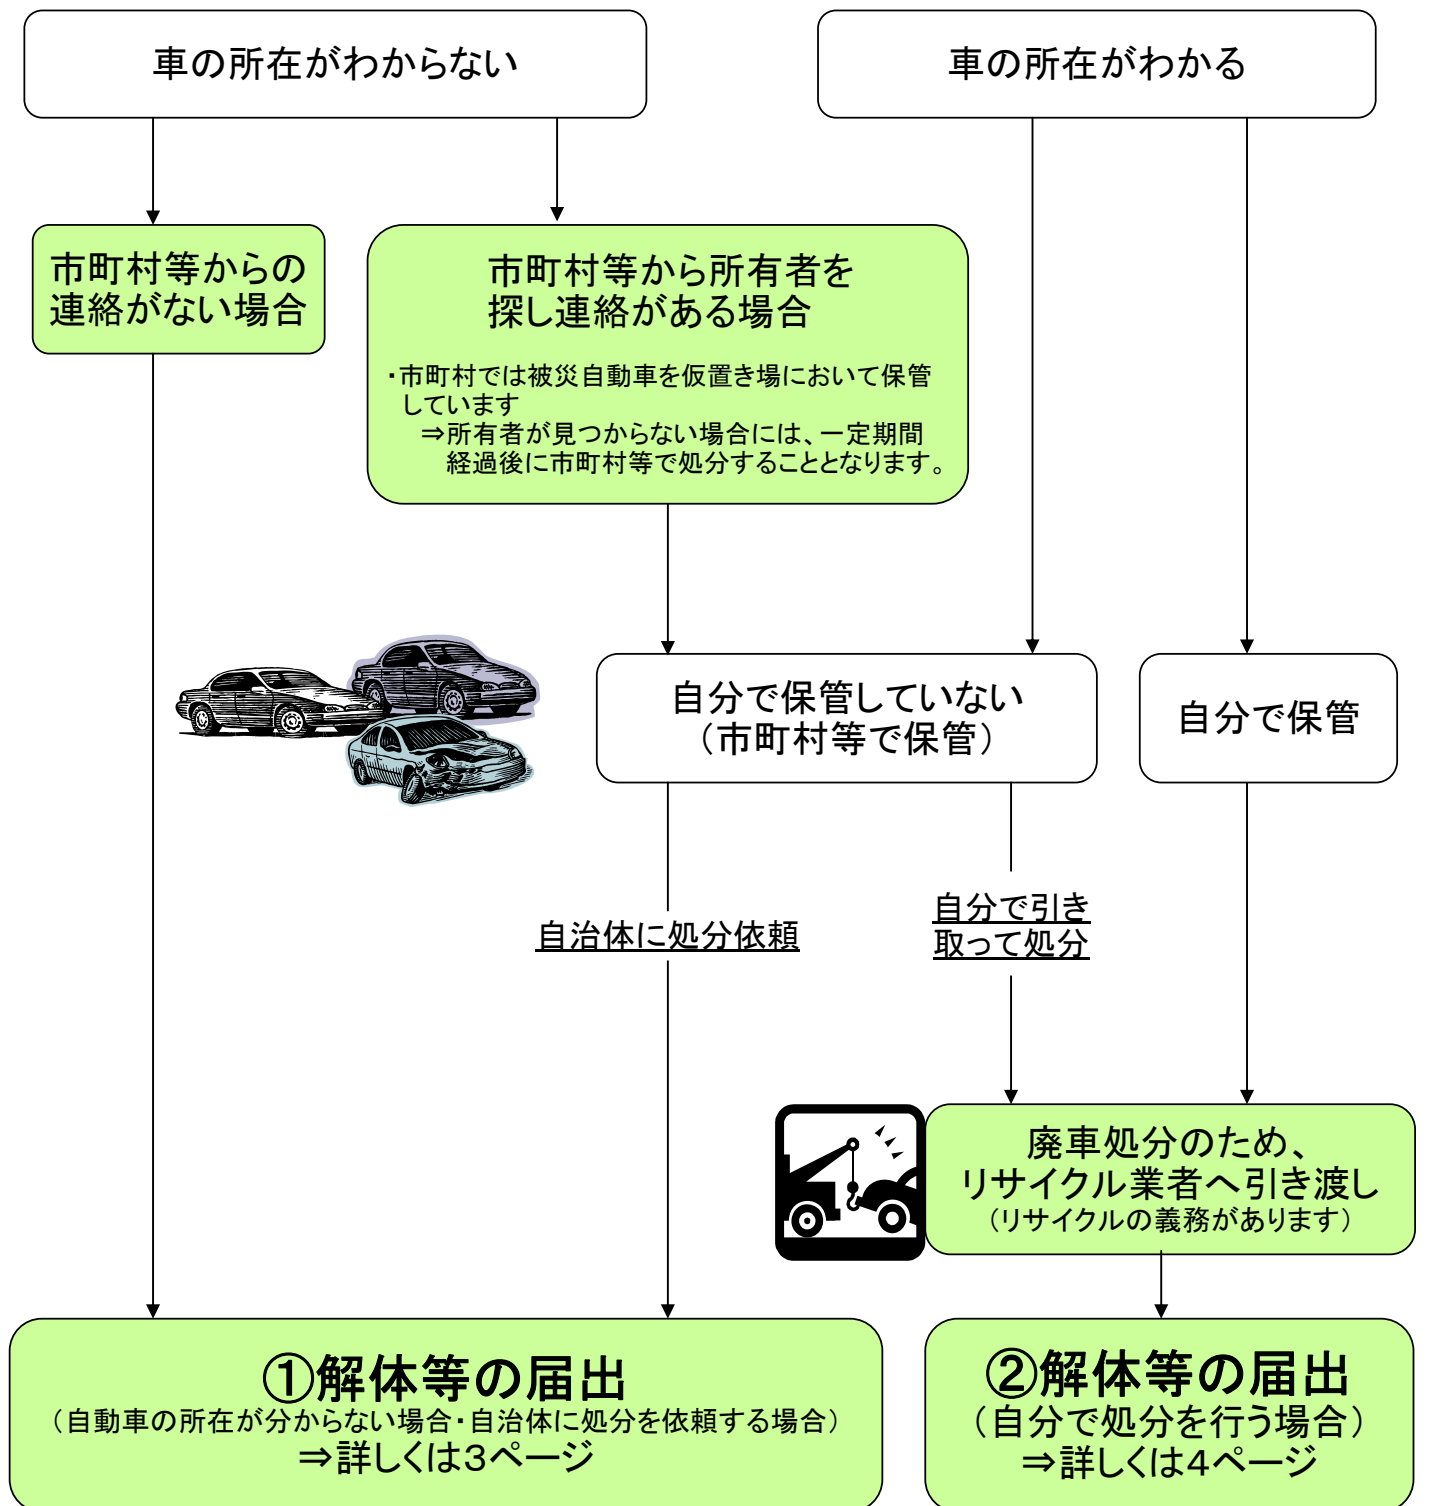 車の所在がわからない
車の所在がわかる
市町村等からの
連絡がない場合
市町村等から所有者を
探し連絡がある場合
・市町村では被災自動車を仮置き場において保管
しています
⇒所有者が見つからない場合には、一定期間
経過後に市町村等で処分することとなります。
自分で保管していない
（市町村等で保管）
自分で保管
自治体に処分依頼
自分で引き
取って処分
廃車処分のため、
リサイクル業者へ引き渡し
（リサイクルの義務があります）
①解体等の届出
（自動車の所在が分からない場合・自治体に処分を依頼する場合）
⇒詳しくは３ページ
②解体等の届出
（自分で処分を行う場合）
⇒詳しくは４ページ